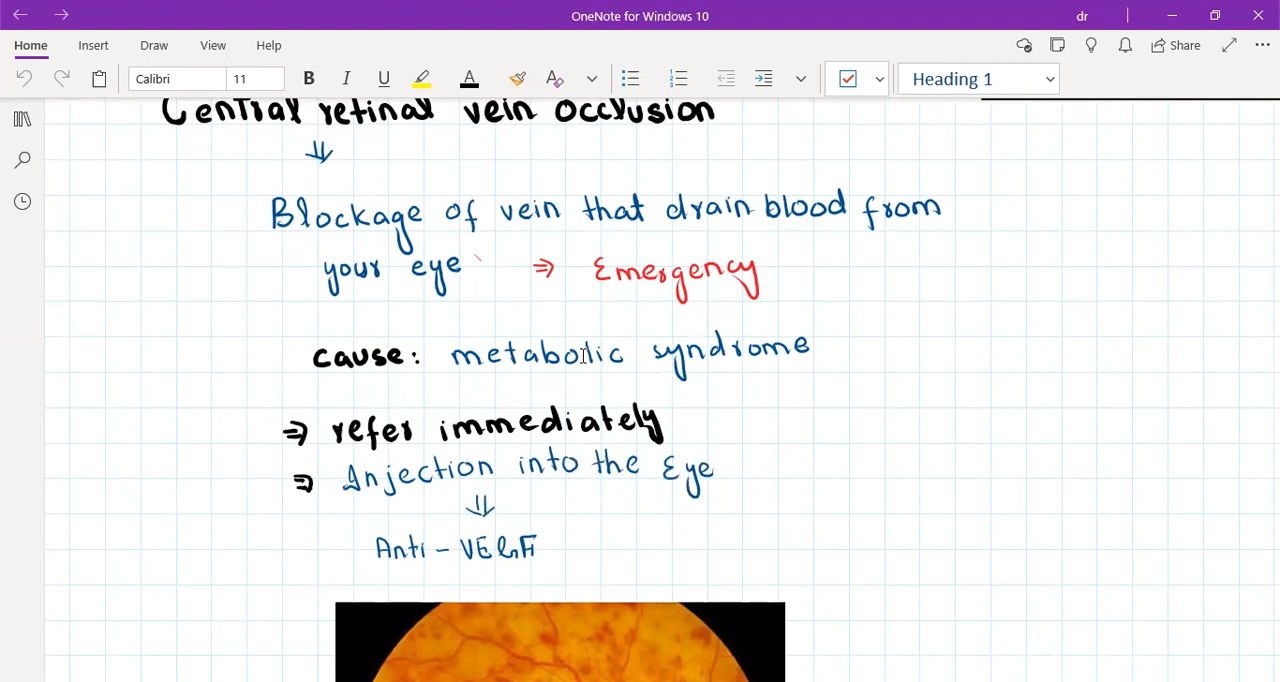 OneNote for Windows 10
dr
Home Insert Draw View Help
Share
Calibri 11 B I U A A Heading 1
Central retinal vein occlusion
⇓
Blockage of vein that drain blood from
your eye ⇒ Emergency
cause: metabolic syndrome
⇒ refer immediately
⇒ Injection into the Eye
⇓
Anti - VEGF